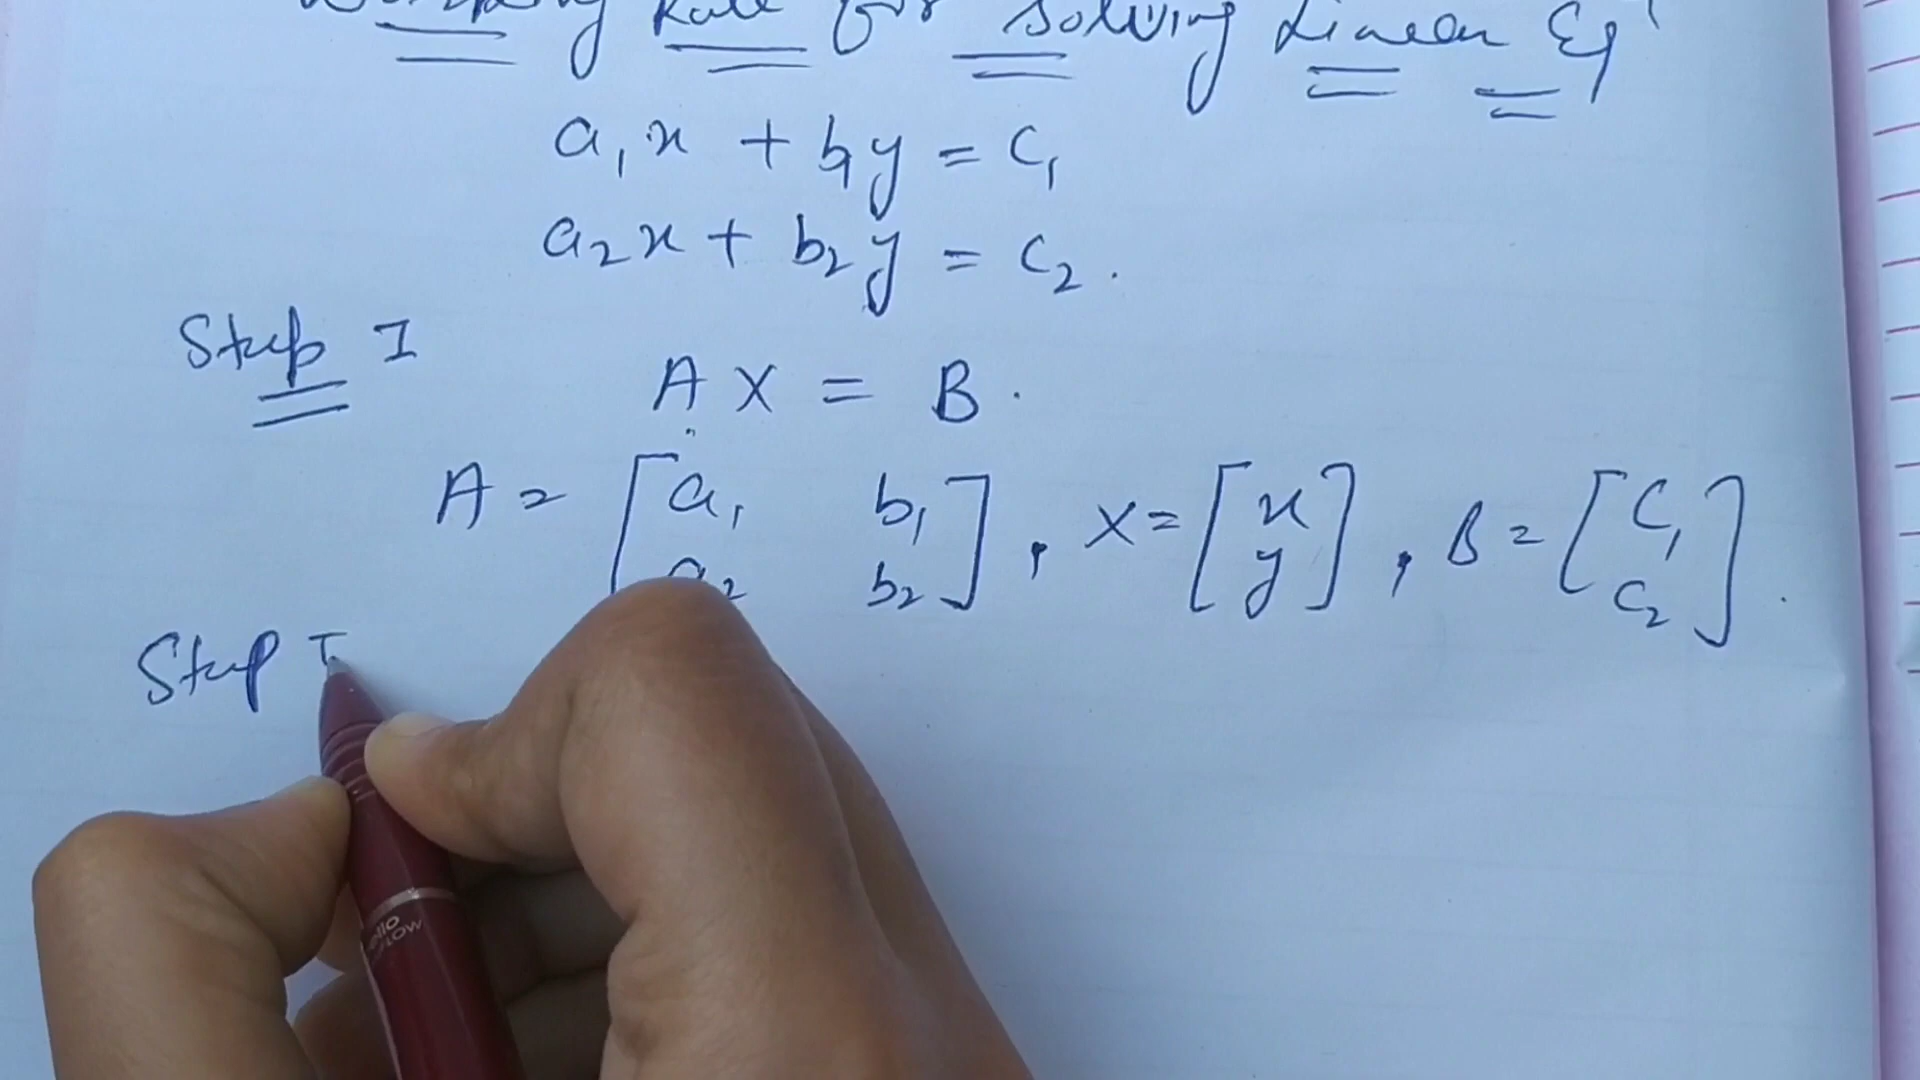 Working Rule for Solving Linear Eqⁿ
a₁x + b₁y = c₁
a₂x + b₂y = c₂.
Step I
AX = B.
A = [a₁ b₁ , X = [x , B = [C₁
a₂ b₂] y] c₂].
Step I